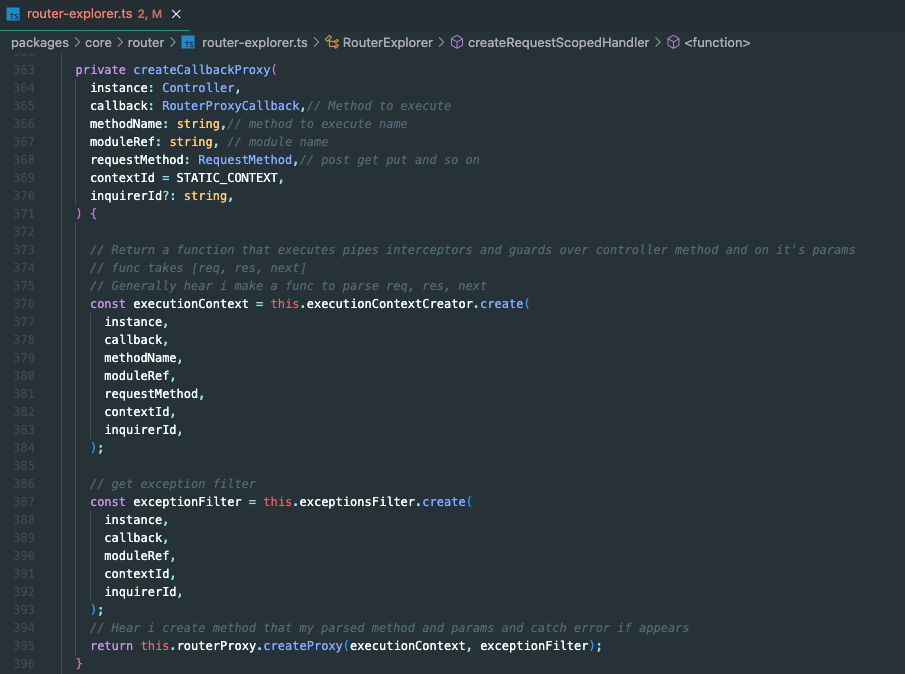 TS router-explorer.ts 2, M ×
packages > core > router > TS router-explorer.ts > RouterExplorer > createRequestScopedHandler > <function>
363 private createCallbackProxy(
364 instance: Controller,
365 callback: RouterProxyCallback,// Method to execute
366 methodName: string,// method to execute name
367 moduleRef: string, // module name
368 requestMethod: RequestMethod,// post get put and so on
369 contextId = STATIC_CONTEXT,
370 inquirerId?: string,
371 ) {
372
373 // Return a function that executes pipes interceptors and guards over controller method and on it's params
374 // func takes [req, res, next]
375 // Generally hear i make a func to parse req, res, next
376 const executionContext = this.executionContextCreator.create(
377 instance,
378 callback,
379 methodName,
380 moduleRef,
381 requestMethod,
382 contextId,
383 inquirerId,
384 );
385
386 // get exception filter
387 const exceptionFilter = this.exceptionsFilter.create(
388 instance,
389 callback,
390 moduleRef,
391 contextId,
392 inquirerId,
393 );
394 // Hear i create method that my parsed method and params and catch error if appears
395 return this.routerProxy.createProxy(executionContext, exceptionFilter);
396 }